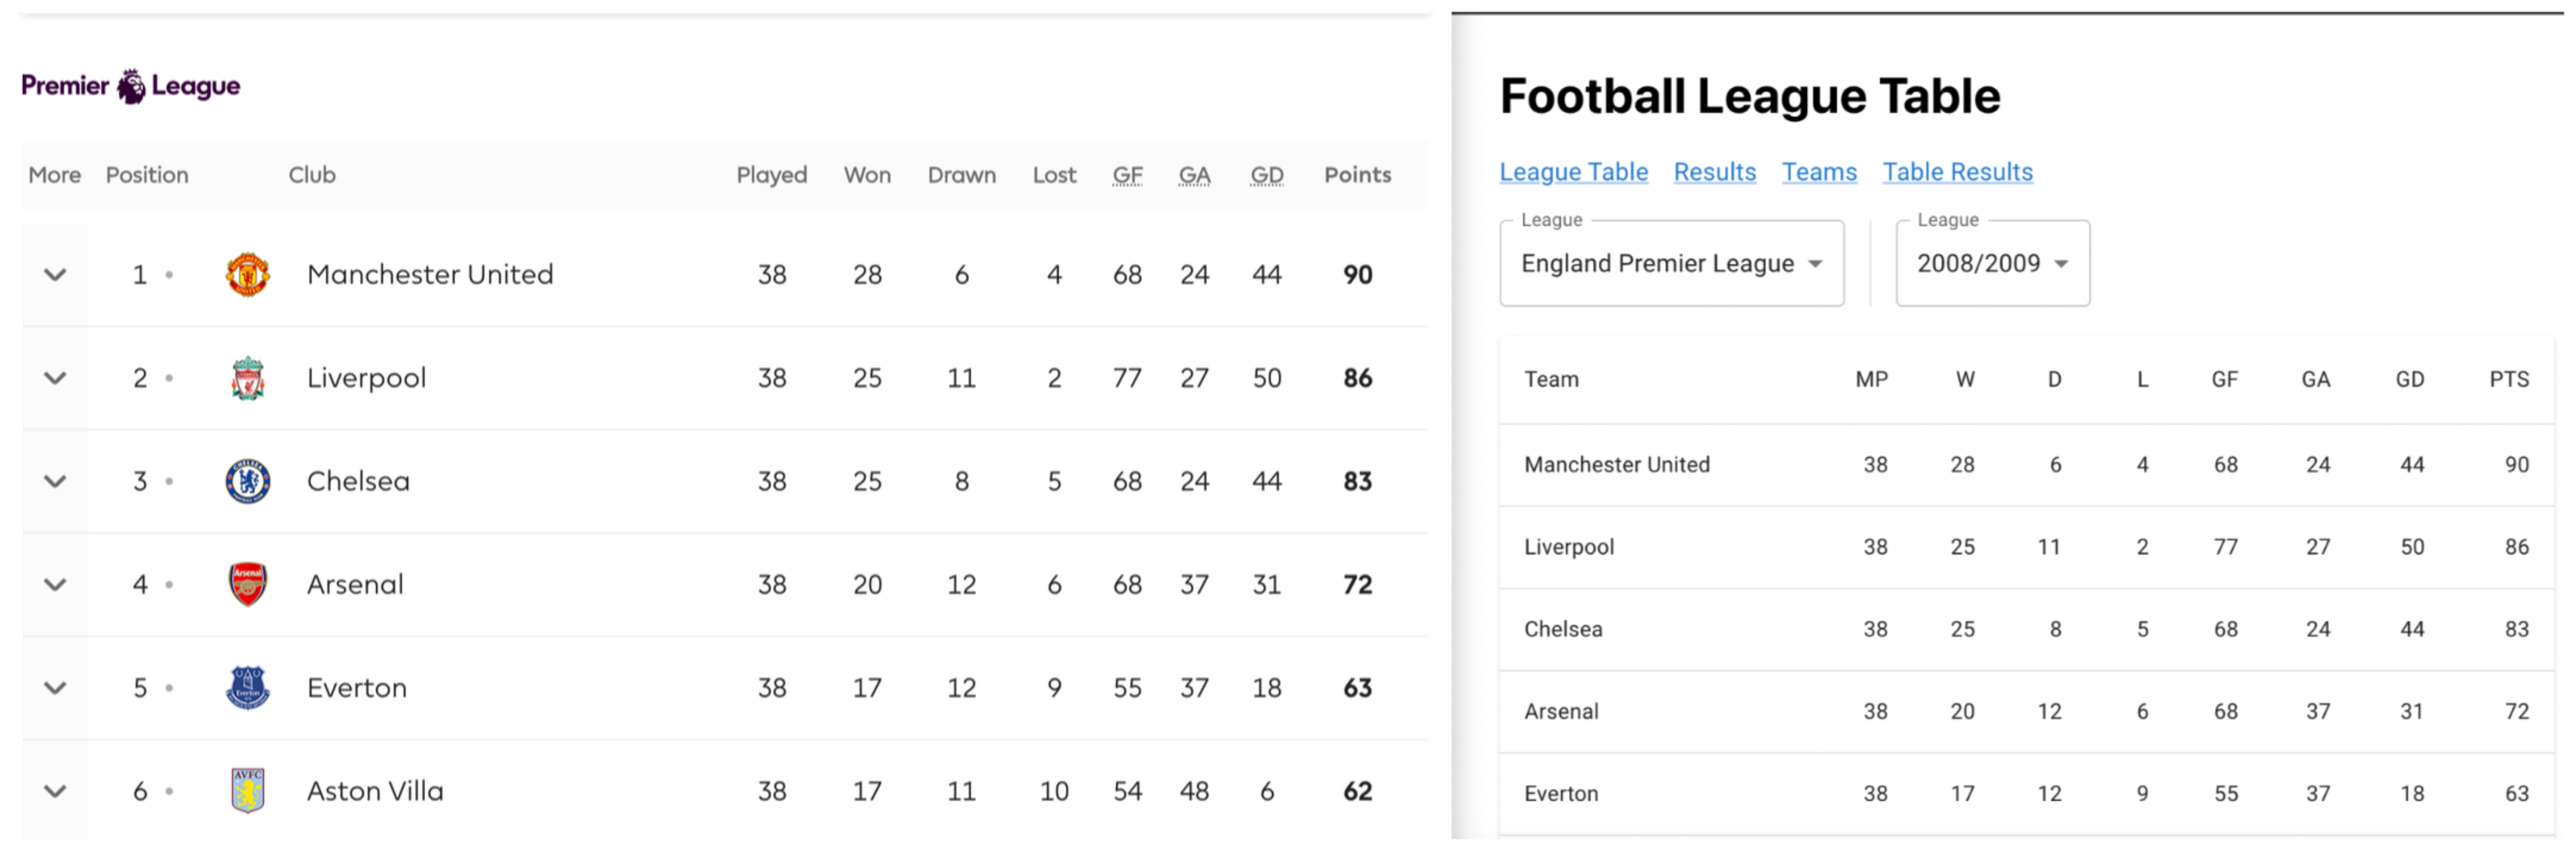 Premier League
More Position Club Played Won Drawn Lost GF GA GD Points
1 Manchester United 38 28 6 4 68 24 44 90
2 Liverpool 38 25 11 2 77 27 50 86
3 Chelsea 38 25 8 5 68 24 44 83
4 Arsenal 38 20 12 6 68 37 31 72
5 Everton 38 17 12 9 55 37 18 63
6 Aston Villa 38 17 11 10 54 48 6 62
Football League Table
League Table Results Teams Table Results
League League
England Premier League 2008/2009
Team MP W D L GF GA GD PTS
Manchester United 38 28 6 4 68 24 44 90
Liverpool 38 25 11 2 77 27 50 86
Chelsea 38 25 8 5 68 24 44 83
Arsenal 38 20 12 6 68 37 31 72
Everton 38 17 12 9 55 37 18 63